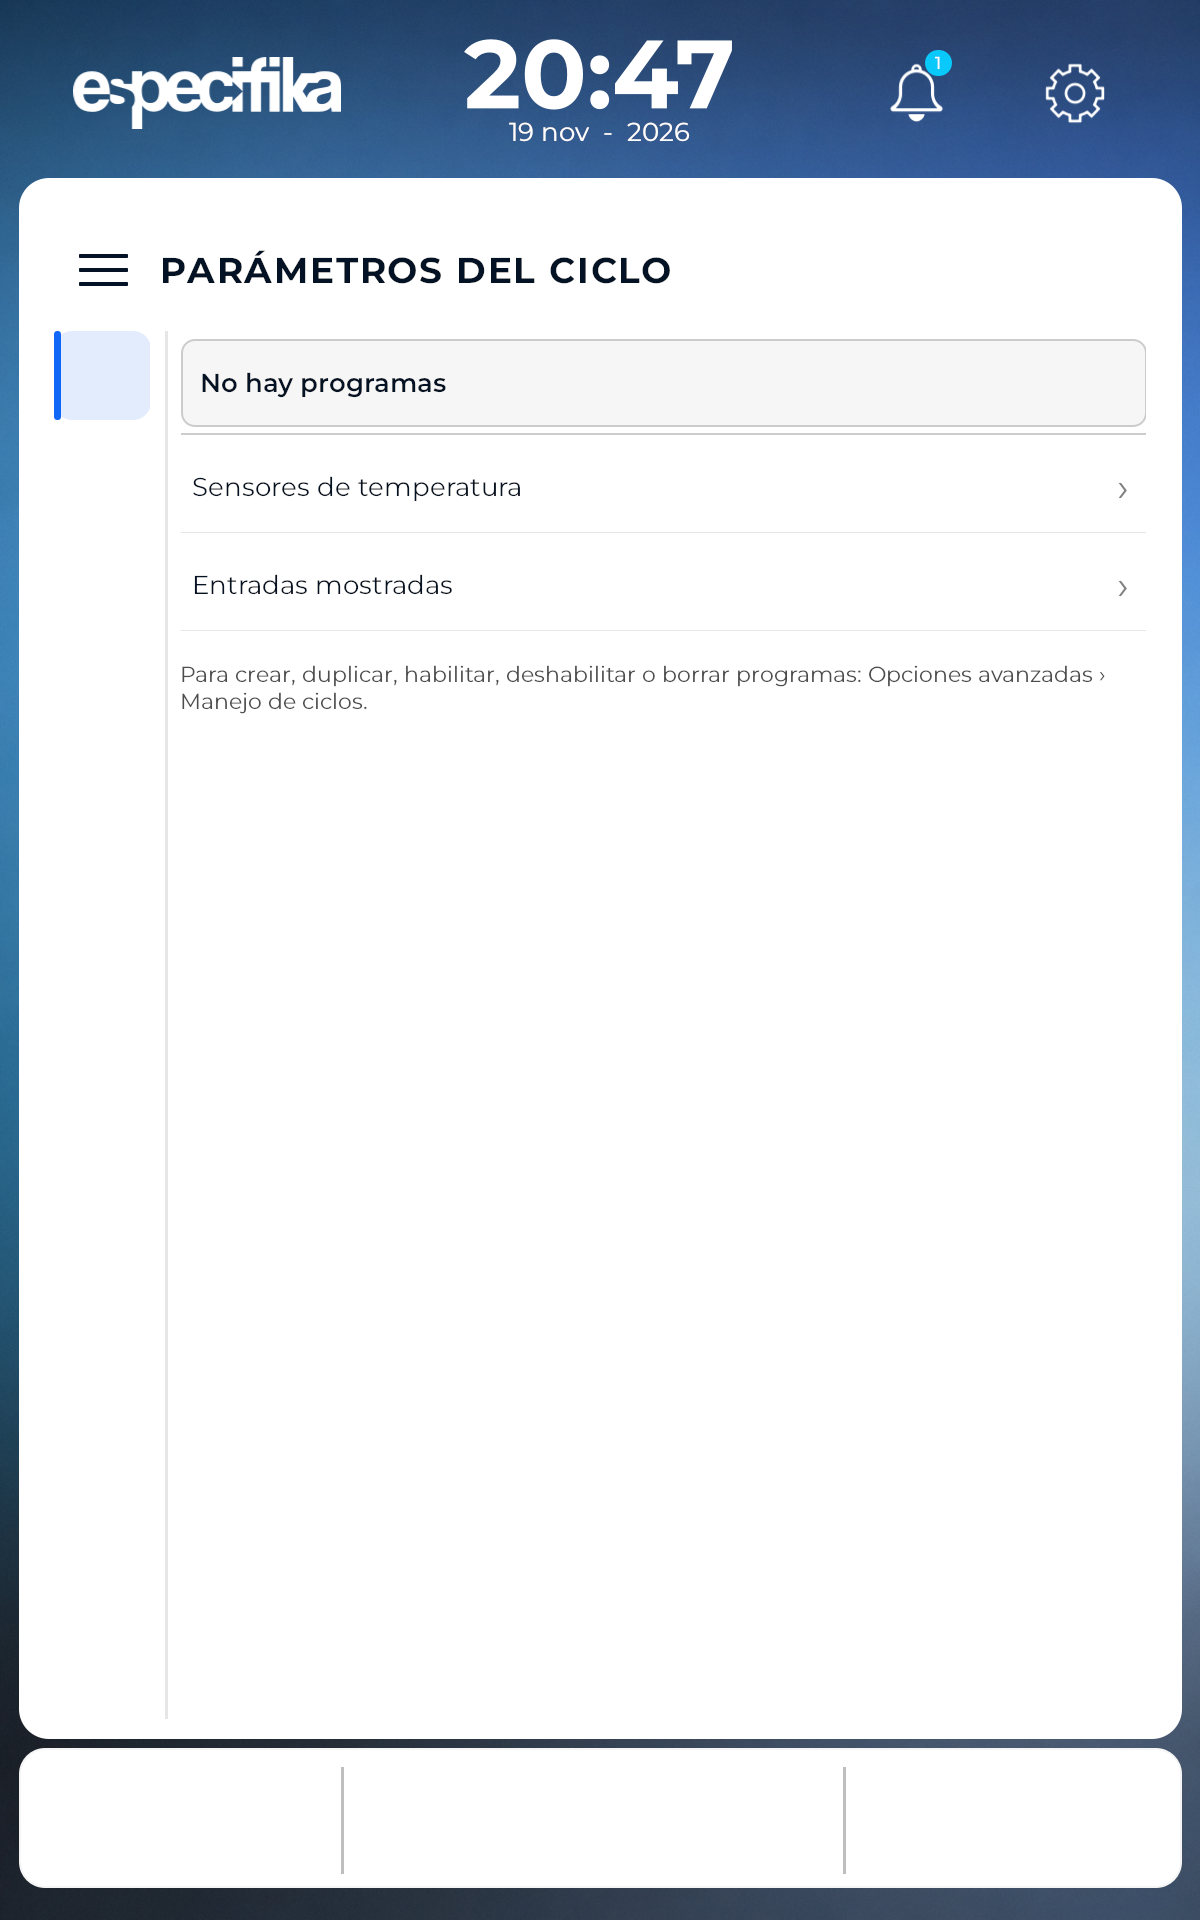 especifika
20:47
19 nov - 2026
1
PARÁMETROS DEL CICLO
No hay programas
Sensores de temperatura ›
Entradas mostradas ›
Para crear, duplicar, habilitar, deshabilitar o borrar programas: Opciones avanzadas ›
Manejo de ciclos.